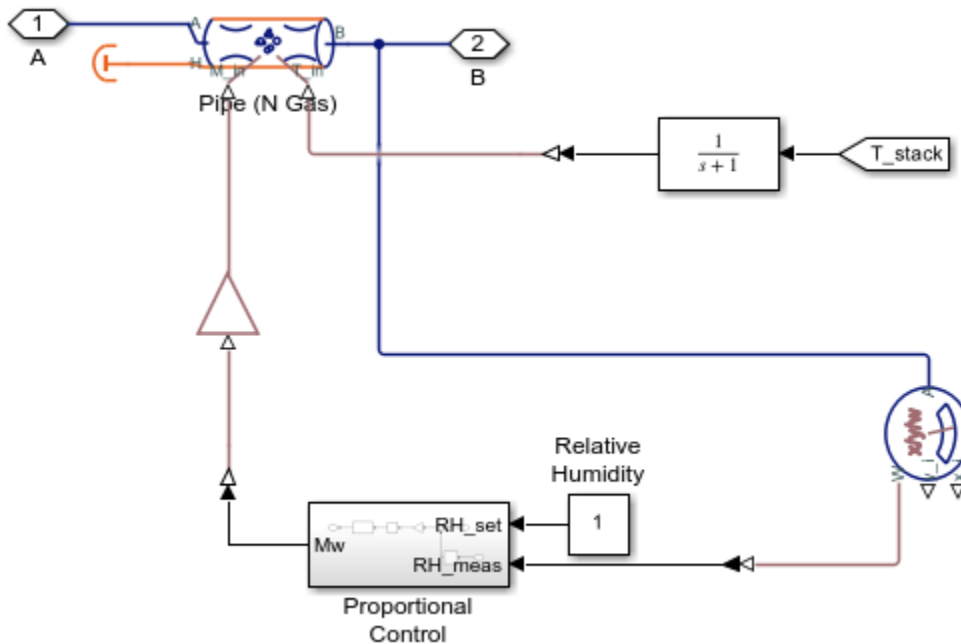 1
A
A
B
2
B
H
M_in
T_in
Pipe (N Gas)
1
s + 1
T_stack
A
W
Relative
Humidity
1
RH_set
Mw
RH_meas
Proportional
Control